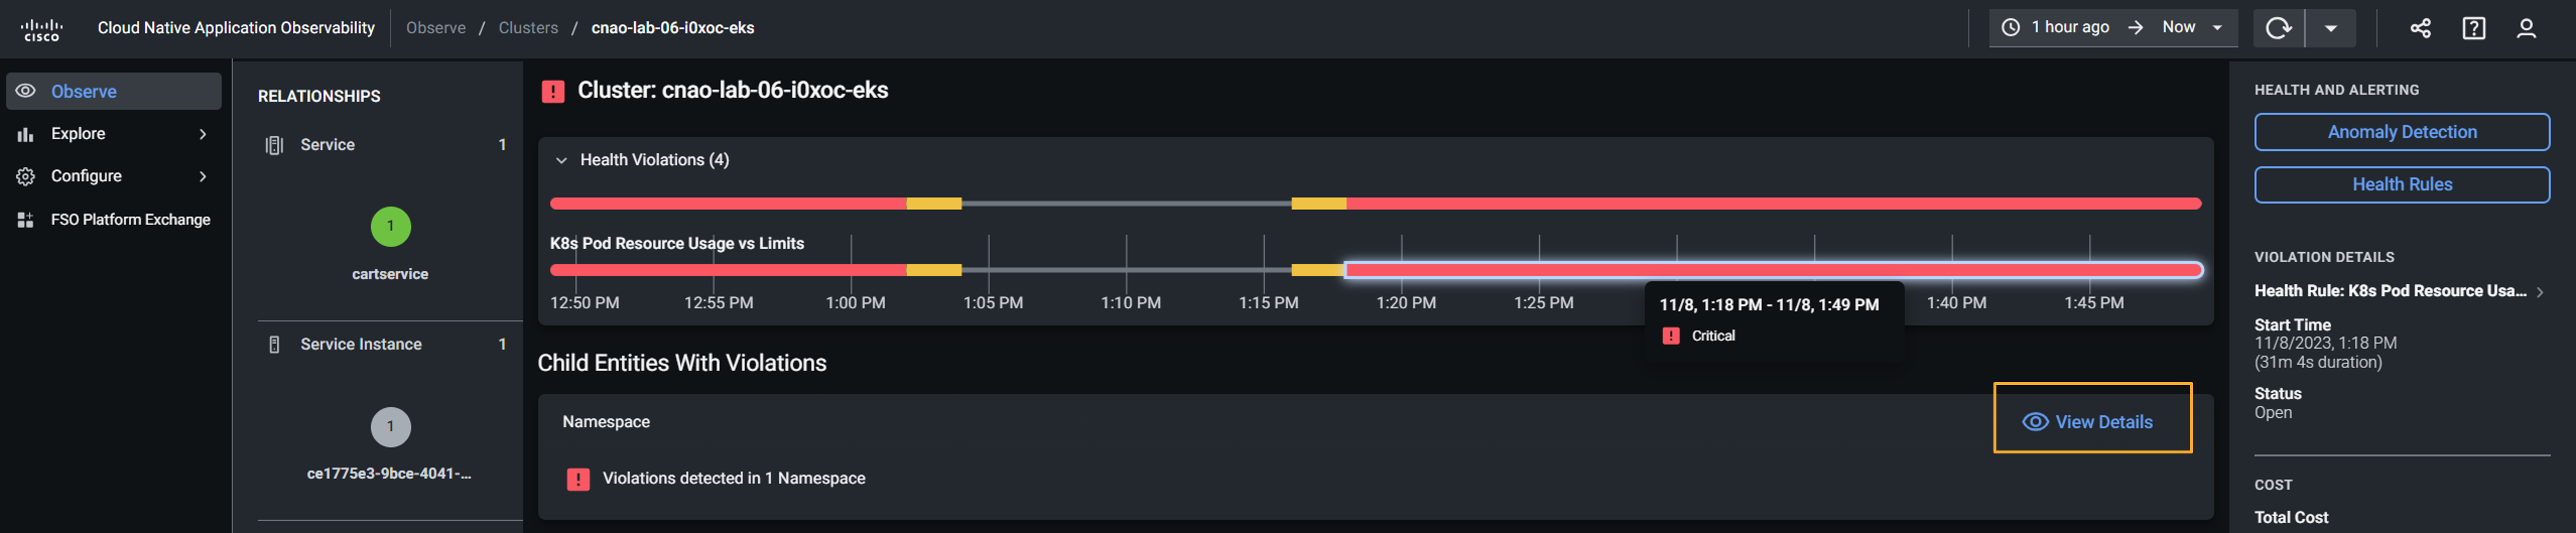 cisco
Cloud Native Application Observability
Observe / Clusters / cnao-lab-06-i0xoc-eks
1 hour ago → Now
Observe
Explore
Configure
FSO Platform Exchange
RELATIONSHIPS
Service 1
1
cartservice
Service Instance 1
1
ce1775e3-9bce-4041-...
Cluster: cnao-lab-06-i0xoc-eks
Health Violations (4)
K8s Pod Resource Usage vs Limits
12:50 PM 12:55 PM 1:00 PM 1:05 PM 1:10 PM 1:15 PM 1:20 PM 1:25 PM 1:40 PM 1:45 PM
11/8, 1:18 PM - 11/8, 1:49 PM
Critical
Child Entities With Violations
Namespace
View Details
Violations detected in 1 Namespace
HEALTH AND ALERTING
Anomaly Detection
Health Rules
VIOLATION DETAILS
Health Rule: K8s Pod Resource Usa...
Start Time
11/8/2023, 1:18 PM
(31m 4s duration)
Status
Open
COST
Total Cost